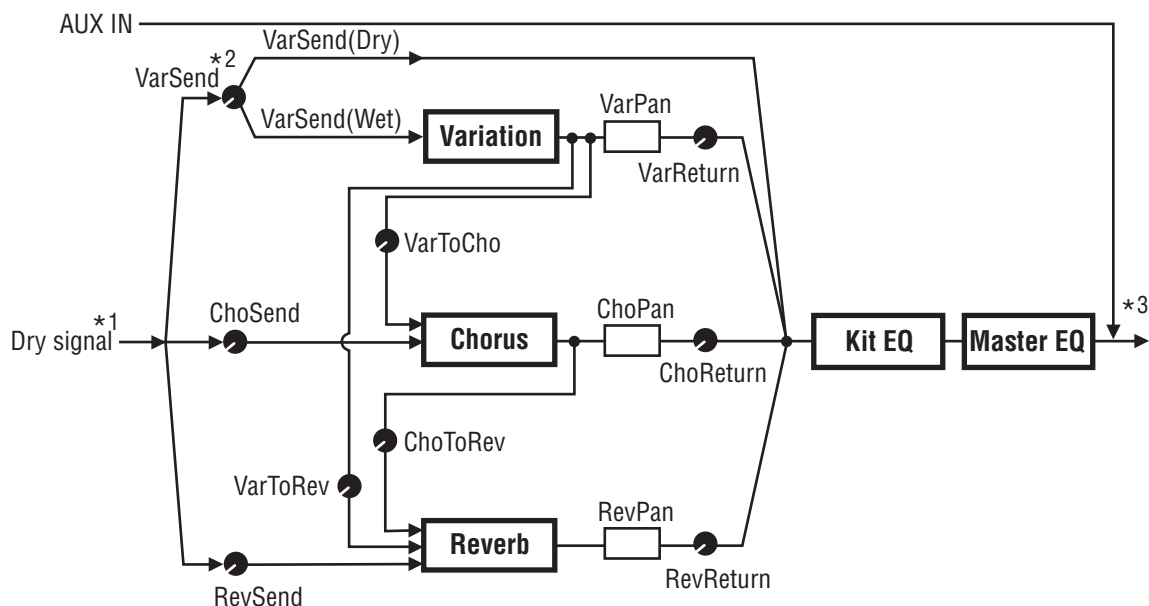 AUX IN
VarSend(Dry)
*2
VarSend
VarSend(Wet)
Variation
VarPan
VarReturn
VarToCho
*1
Dry signal
ChoSend
Chorus
ChoPan
ChoReturn
Kit EQ
Master EQ
*3
ChoToRev
VarToRev
RevSend
Reverb
RevPan
RevReturn